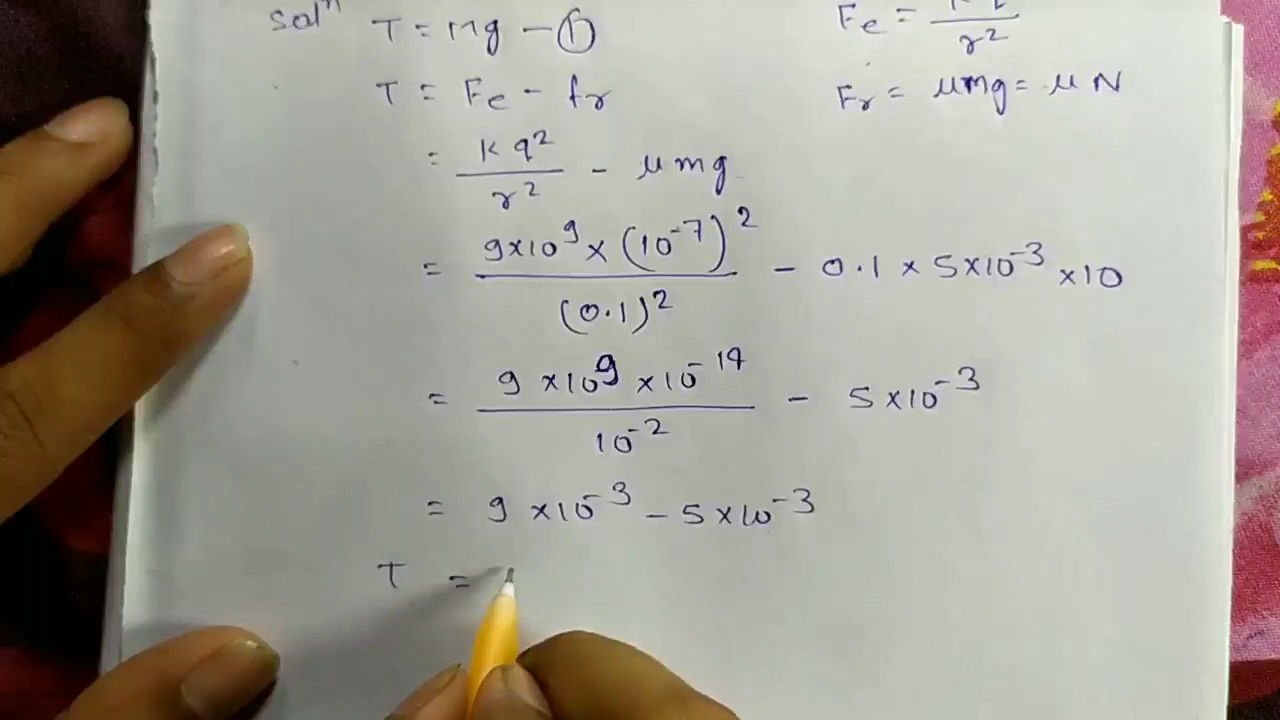 Solⁿ T = Mg - ①
T = Fe - fr
= kq²/r² - μmg
= 9×10⁹×(10⁻⁷)²/(0.1)² - 0.1×5×10⁻³×10
= 9×10⁹×10⁻¹⁴/10⁻² - 5×10⁻³
= 9×10⁻³ - 5×10⁻³
T =
Fe = /r²
Fr = μmg = μN